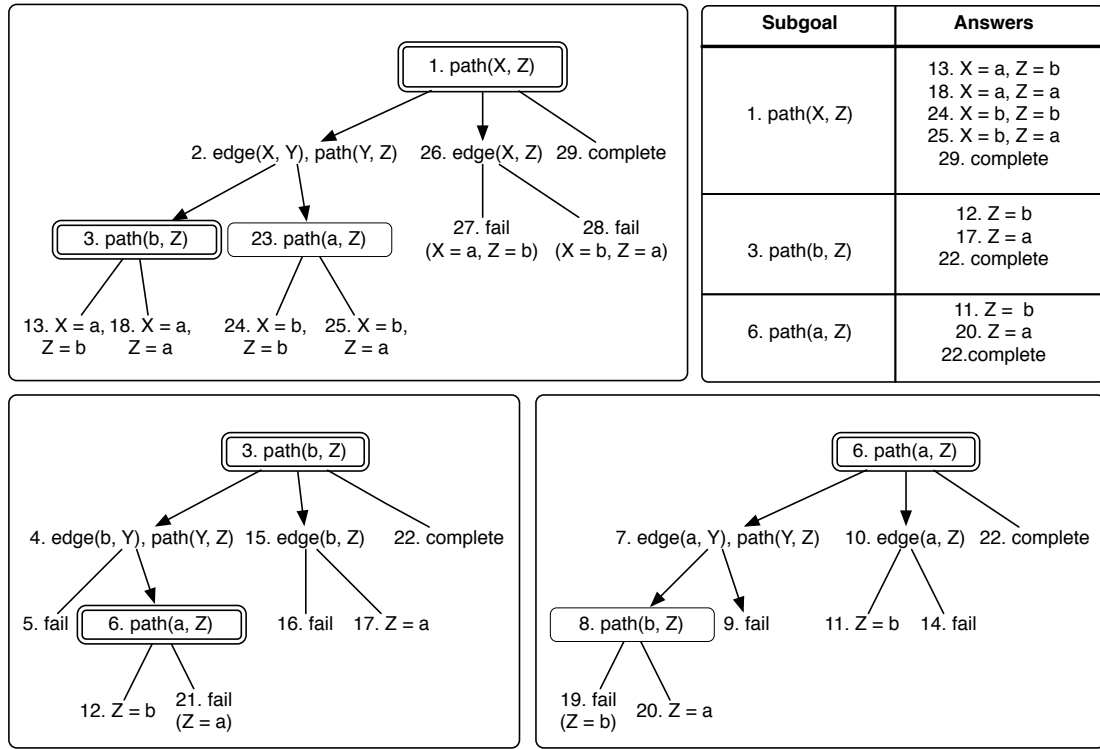 1. path(X, Z)
2. edge(X, Y), path(Y, Z)
26. edge(X, Z)
29. complete
3. path(b, Z)
23. path(a, Z)
27. fail
(X = a, Z = b)
28. fail
(X = b, Z = a)
13. X = a,
Z = b
18. X = a,
Z = a
24. X = b,
Z = b
25. X = b,
Z = a
Subgoal
Answers
1. path(X, Z)
13. X = a, Z = b
18. X = a, Z = a
24. X = b, Z = b
25. X = b, Z = a
29. complete
3. path(b, Z)
12. Z = b
17. Z = a
22. complete
6. path(a, Z)
11. Z = b
20. Z = a
22.complete
3. path(b, Z)
4. edge(b, Y), path(Y, Z)
15. edge(b, Z)
22. complete
5. fail
6. path(a, Z)
16. fail
17. Z = a
12. Z = b
21. fail
(Z = a)
6. path(a, Z)
7. edge(a, Y), path(Y, Z)
10. edge(a, Z)
22. complete
8. path(b, Z)
9. fail
11. Z = b
14. fail
19. fail
(Z = b)
20. Z = a